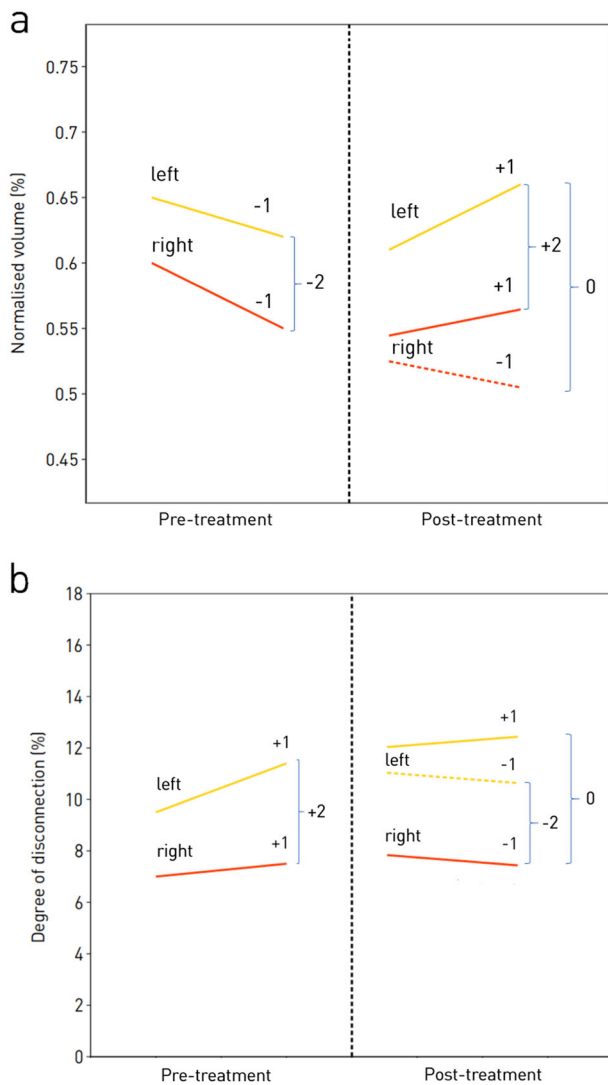 a
Normalised volume (%)
0.75
0.7
0.65
0.6
0.55
0.5
0.45
left
-1
right
-1
-2
+1
left
+2
+1
0
right
-1
Pre-treatment
Post-treatment
b
Degree of disconnection (%)
18
16
14
12
10
8
6
4
2
0
+1
left
+2
right
+1
+1
left
-1
0
-2
right
-1
Pre-treatment
Post-treatment